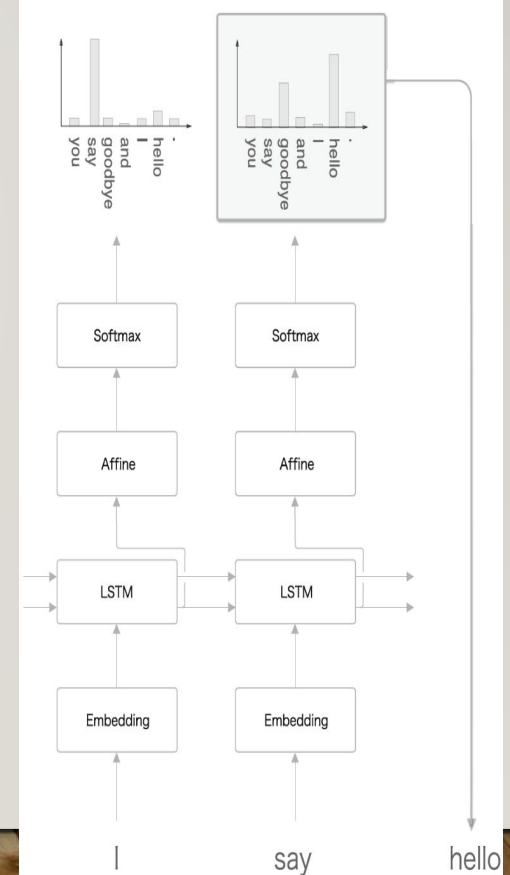 you say goodbye and I hello .
you say goodbye and I hello .
Softmax Softmax
Affine Affine
LSTM LSTM
Embedding Embedding
I say hello